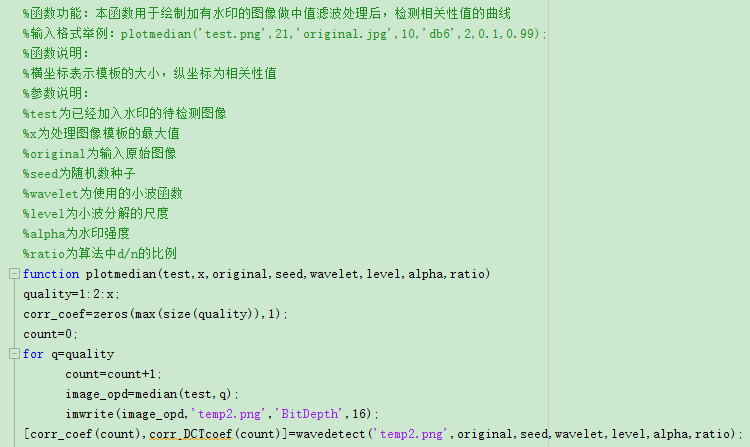 %函数功能：本函数用于绘制加有水印的图像做中值滤波处理后，检测相关性值的曲线
%输入格式举例：plotmedian('test.png',21,'original.jpg',10,'db6',2,0.1,0.99);
%函数说明：
%横坐标表示模板的大小，纵坐标为相关性值
%参数说明：
%test为已经加入水印的待检测图像
%x为处理图像模板的最大值
%original为输入原始图像
%seed为随机数种子
%wavelet为使用的小波函数
%level为小波分解的尺度
%alpha为水印强度
%ratio为算法中d/n的比例
function plotmedian(test,x,original,seed,wavelet,level,alpha,ratio)
quality=1:2:x;
corr_coef=zeros(max(size(quality)),1);
count=0;
for q=quality
count=count+1;
image_opd=median(test,q);
imwrite(image_opd,'temp2.png','BitDepth',16);
[corr_coef(count),corr_DCTcoef(count)]=wavedetect('temp2.png',original,seed,wavelet,level,alpha,ratio);